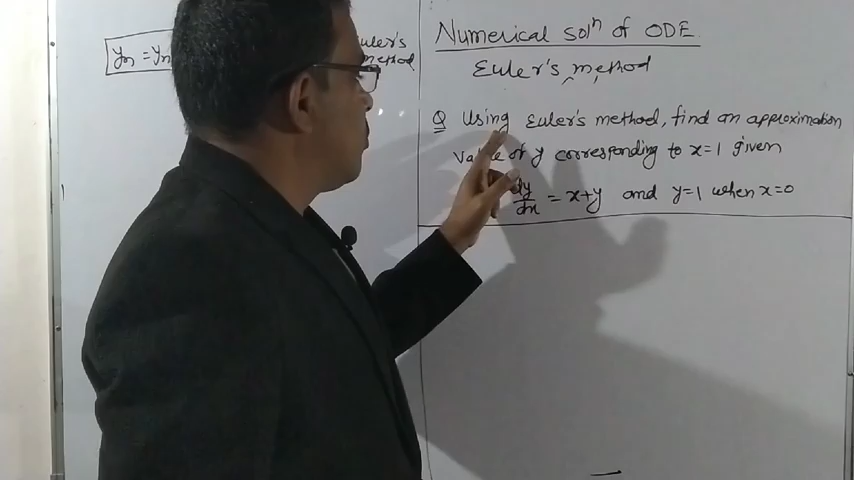 yn = yn
uler's
method
Numerical solⁿ of ODE
Euler's method
Q Using Euler's method, find an approximation
value of y corresponding to x=1 given
dy/dx = x+y and y=1 when x=0